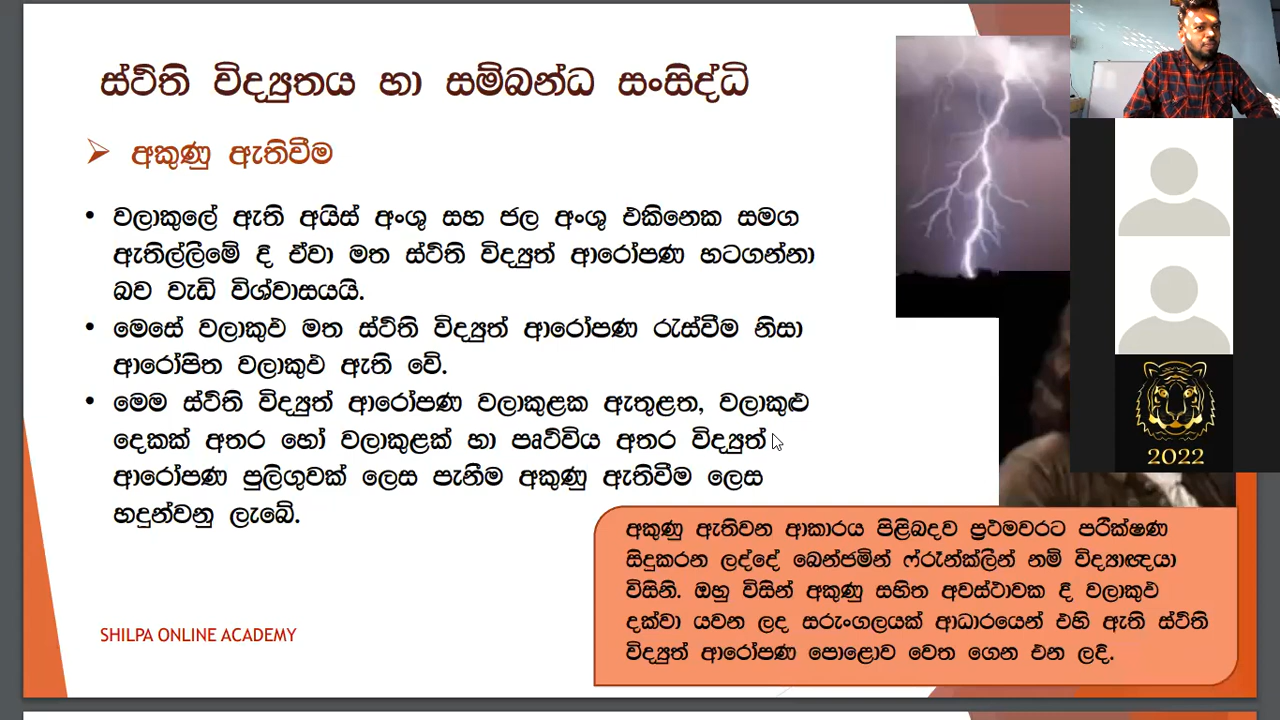 ස්ථිති විද්‍යුතය හා සම්බන්ධ සංසිද්ධි
අකුණු ඇතිවීම
වලාකුලේ ඇති අයිස් අංශු සහ ජල අංශු එකිනෙක සමග
ඇතිල්ලීමේ දී ඒවා මත ස්ථිති විද්‍යුත් ආරෝපණ හටගන්නා
බව වැඩි විශ්වාසයයි.
මෙසේ වලාකුළු මත ස්ථිති විද්‍යුත් ආරෝපණ රැස්වීම නිසා
ආරෝපිත වලාකුළු ඇති වේ.
මෙම ස්ථිති විද්‍යුත් ආරෝපණ වලාකුළක ඇතුළත, වලාකුළු
දෙකක් අතර හෝ වලාකුළක් හා පෘථිවිය අතර විද්‍යුත්
ආරෝපණ පුලිඟුවක් ලෙස පැනීම අකුණු ඇතිවීම ලෙස
හදුන්වනු ලැබේ.
අකුණු ඇතිවන ආකාරය පිළිබදව ප්‍රථමවරට පරීක්ෂණ
සිදුකරන ලද්දේ බෙන්ජමින් ෆ්රෑන්ක්ලීන් නම් විද්‍යාඥයා
විසිනි. ඔහු විසින් අකුණු සහිත අවස්ථාවක දී වලාකුළු
දක්වා යවන ලද සරුංගලයක් ආධාරයෙන් එහි ඇති ස්ථිති
විද්‍යුත් ආරෝපණ පොළොව වෙත ගෙන එන ලදී.
SHILPA ONLINE ACADEMY
2022